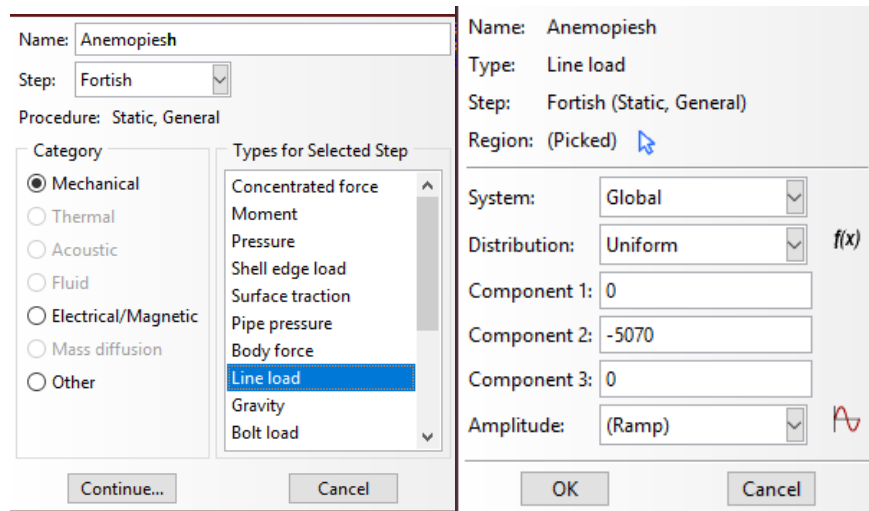 Name: Anemopiesh
Step: Fortish
Procedure: Static, General
Category
Mechanical
Thermal
Acoustic
Fluid
Electrical/Magnetic
Mass diffusion
Other
Types for Selected Step
Concentrated force
Moment
Pressure
Shell edge load
Surface traction
Pipe pressure
Body force
Line load
Gravity
Bolt load
Continue... Cancel
Name: Anemopiesh
Type: Line load
Step: Fortish (Static, General)
Region: (Picked)
System: Global
Distribution: Uniform f(x)
Component 1: 0
Component 2: -5070
Component 3: 0
Amplitude: (Ramp)
OK Cancel